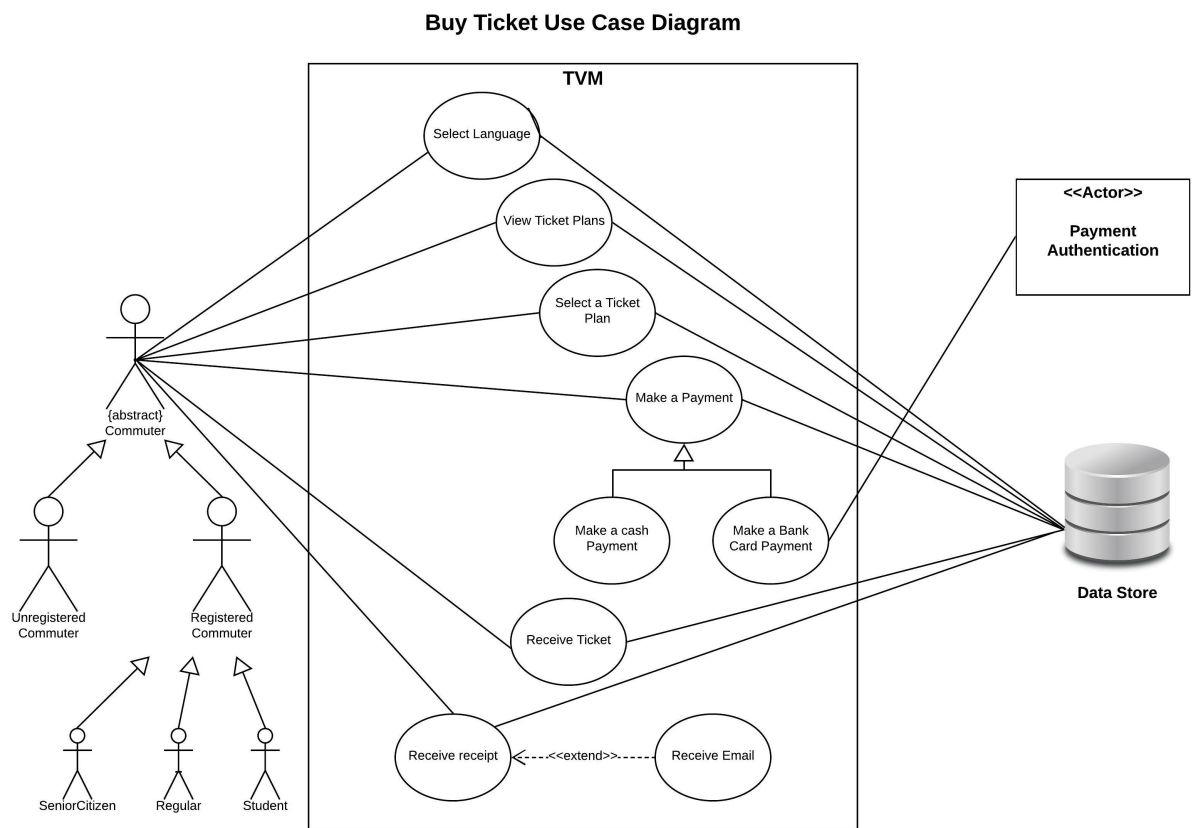 Buy Ticket Use Case Diagram
TVM
Select Language
<<Actor>>
Payment
Authentication
View Ticket Plans
Select a Ticket
Plan
Make a Payment
{abstract}
Commuter
Make a cash
Payment
Make a Bank
Card Payment
Data Store
Unregistered
Commuter
Registered
Commuter
Receive Ticket
Receive receipt
<<extend>>
Receive Email
SeniorCitizen
Regular
Student